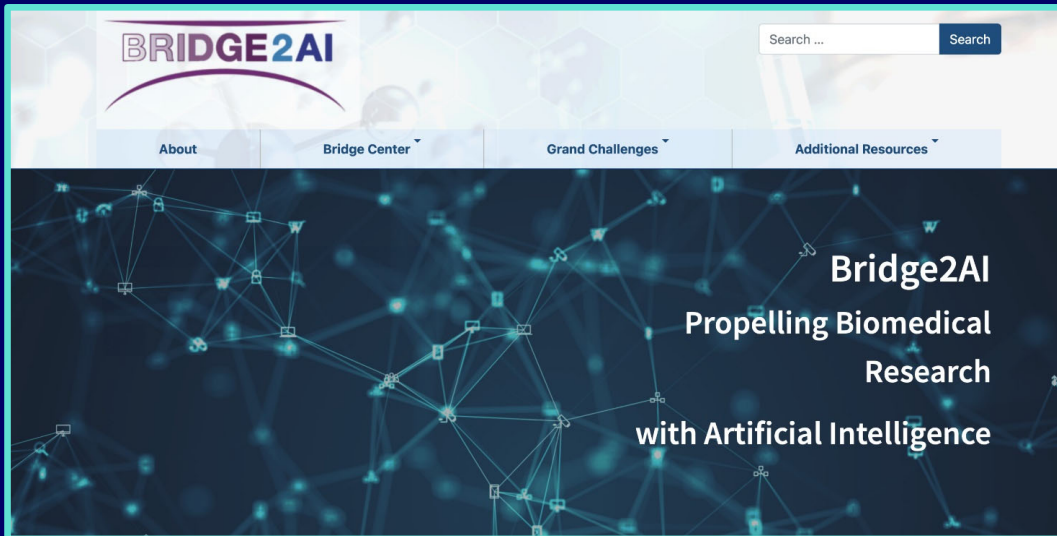 BRIDGE2AI
Search ...
Search
About
Bridge Center
Grand Challenges
Additional Resources
Bridge2AI
Propelling Biomedical
Research
with Artificial Intelligence